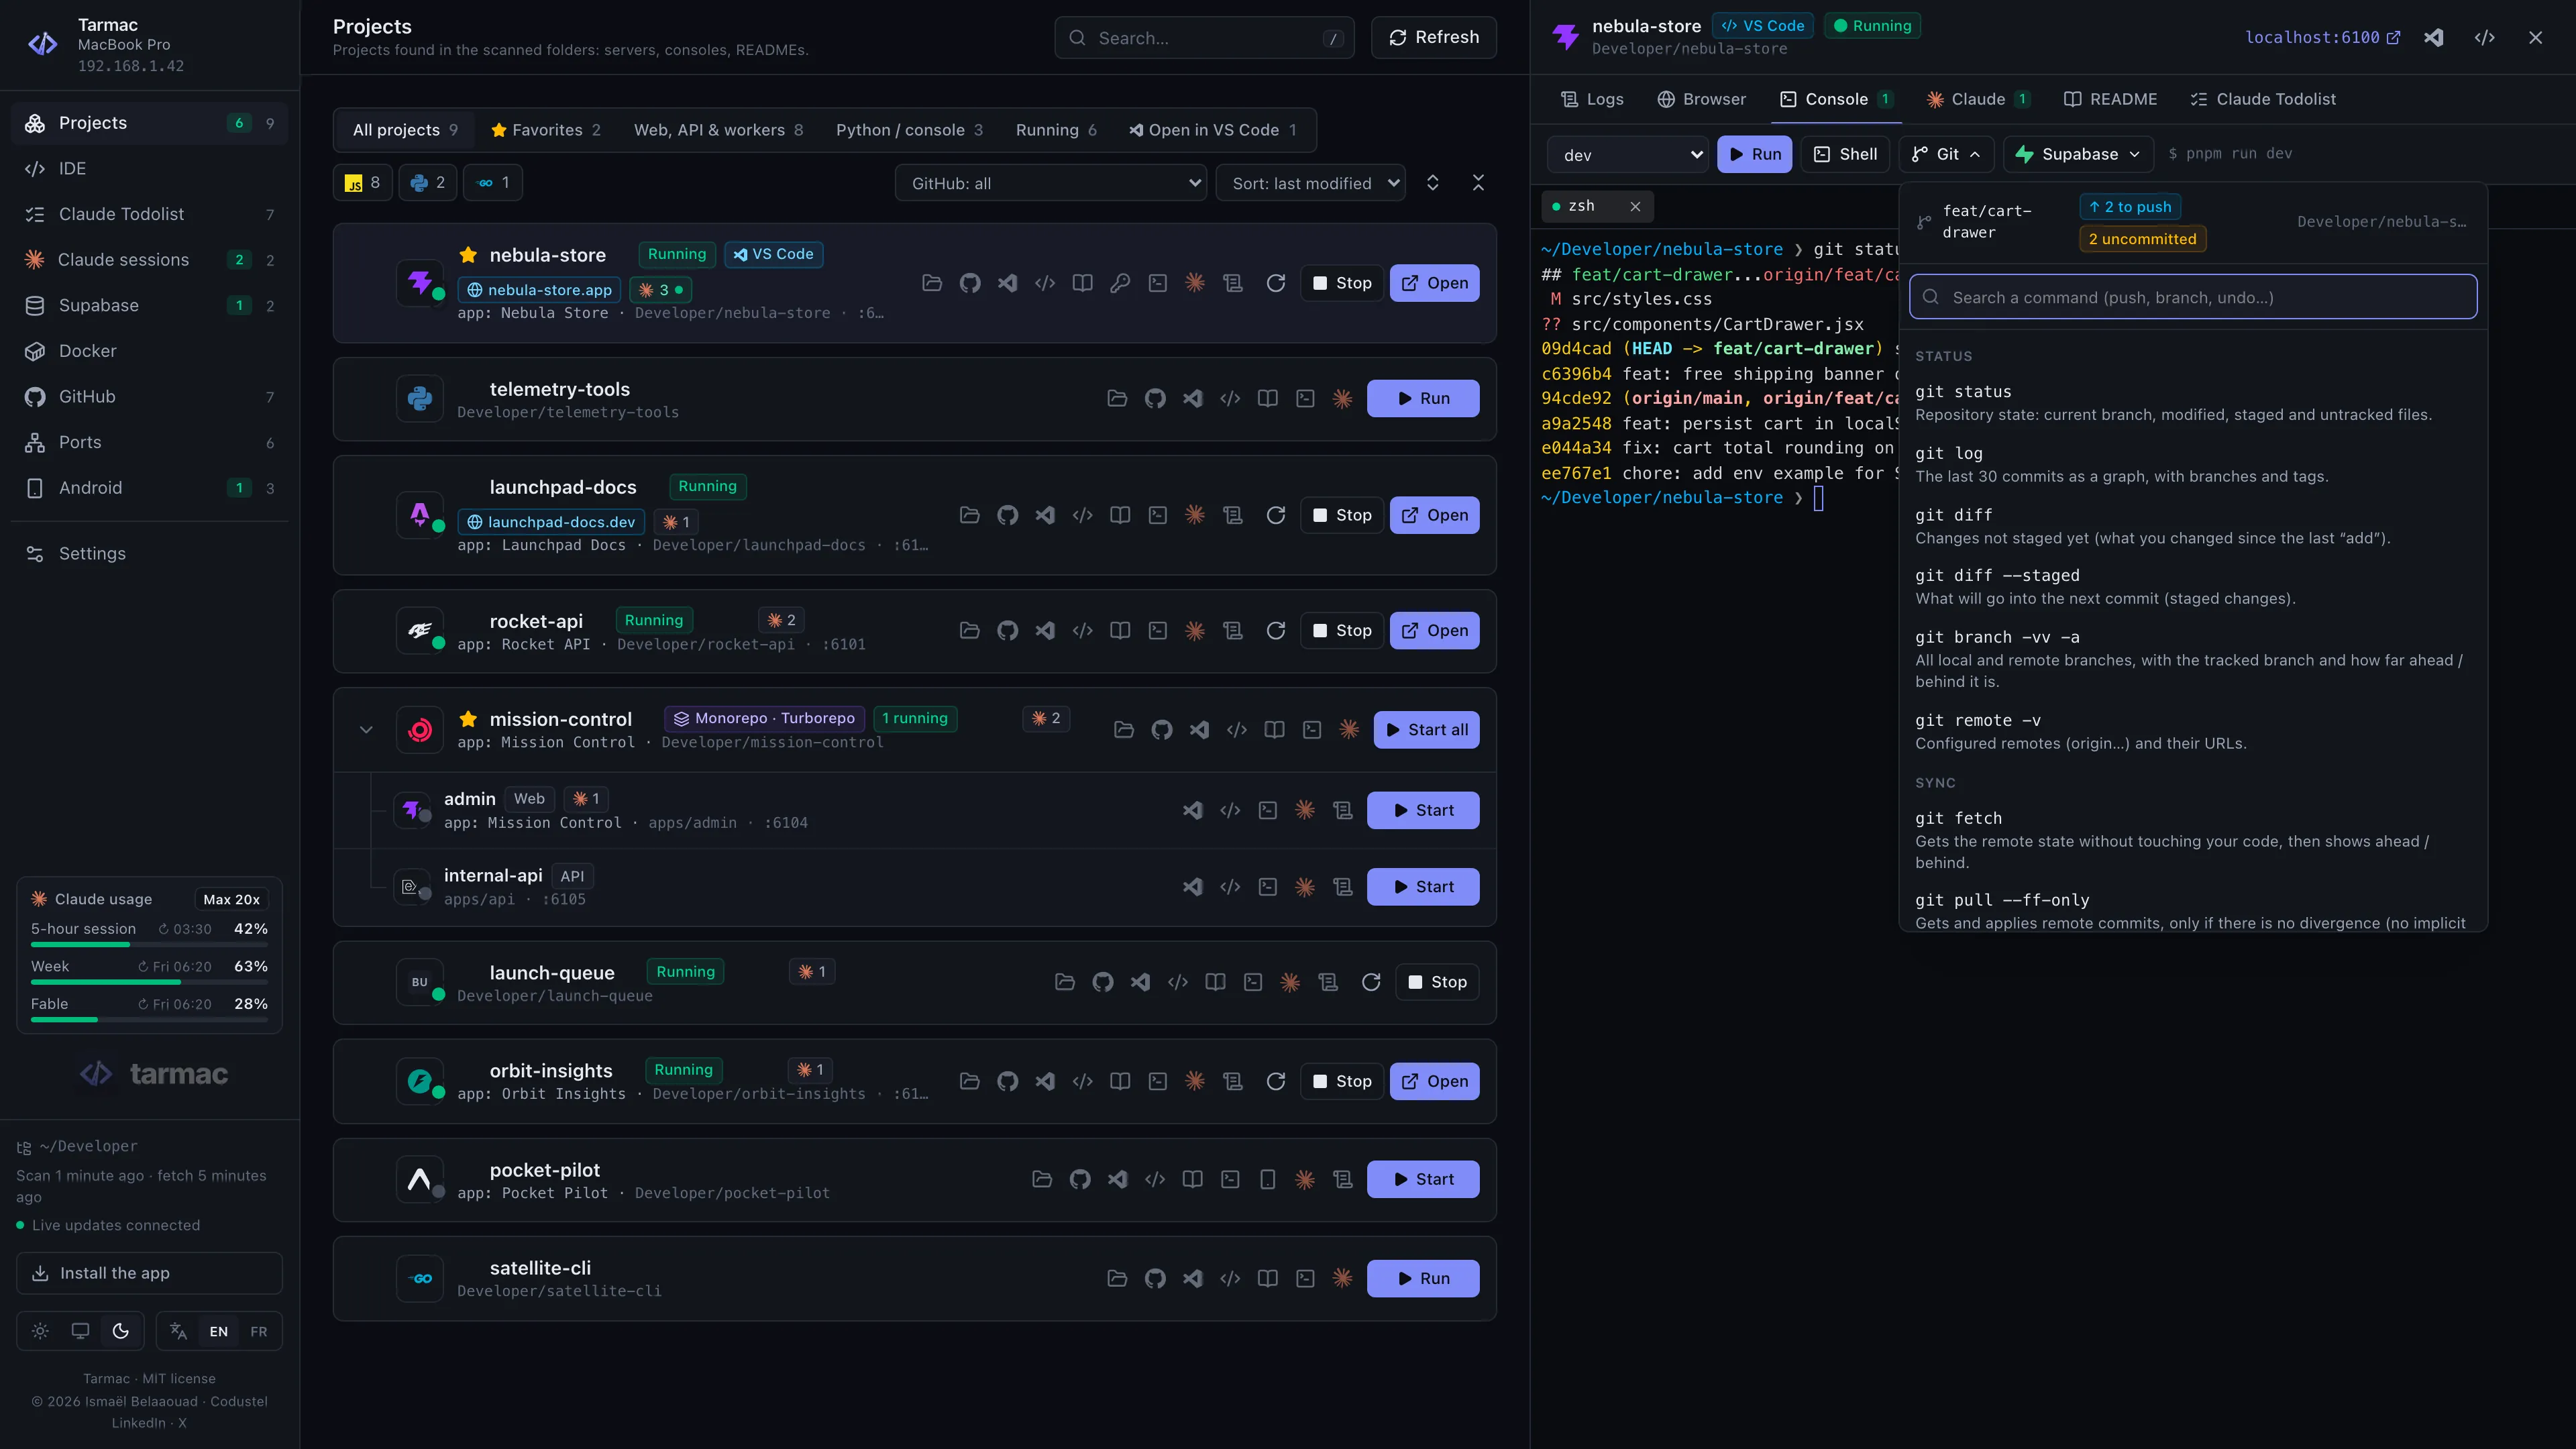 Tarmac
MacBook Pro
192.168.1.42
Projects 6 9
IDE
Claude Todolist 7
Claude sessions 2 2
Supabase 1 2
Docker
GitHub 7
Ports 6
Android 1 3
Settings
Claude usage Max 20x
5-hour session 03:30 42%
Week Fri 06:20 63%
Fable Fri 06:20 28%
tarmac
~/Developer
Scan 1 minute ago · fetch 5 minutes
ago
Live updates connected
Install the app
EN FR
Tarmac · MIT license
© 2026 Ismaël Belaaouad · Codustel
LinkedIn · X
Projects
Projects found in the scanned folders: servers, consoles, READMEs.
Search... /
Refresh
All projects 9 Favorites 2 Web, API & workers 8 Python / console 3 Running 6 Open in VS Code 1
JS 8 2 GO 1
GitHub: all Sort: last modified
nebula-store Running VS Code
nebula-store.app 3
app: Nebula Store · Developer/nebula-store · :6…
Stop Open
telemetry-tools
Developer/telemetry-tools
Run
launchpad-docs Running
launchpad-docs.dev 1
app: Launchpad Docs · Developer/launchpad-docs · :61…
Stop Open
rocket-api Running 2
app: Rocket API · Developer/rocket-api · :6101
Stop Open
mission-control Monorepo · Turborepo 1 running 2
app: Mission Control · Developer/mission-control
Start all
admin Web 1
app: Mission Control · apps/admin · :6104
Start
internal-api API
apps/api · :6105
Start
BU
launch-queue Running 1
Developer/launch-queue
Stop
orbit-insights Running 1
app: Orbit Insights · Developer/orbit-insights · :61…
Stop Open
pocket-pilot
app: Pocket Pilot · Developer/pocket-pilot
Start
GO
satellite-cli
Developer/satellite-cli
Run
nebula-store VS Code Running
Developer/nebula-store
localhost:6100
Logs Browser Console 1 Claude 1 README Claude Todolist
dev Run Shell Git Supabase $ pnpm run dev
zsh
~/Developer/nebula-store ❯ git statu
## feat/cart-drawer...origin/feat/ca
M src/styles.css
?? src/components/CartDrawer.jsx
09d4cad (HEAD -> feat/cart-drawer) s
c6396b4 feat: free shipping banner
94cde92 (origin/main, origin/feat/ca
a9a2548 feat: persist cart in localS
e044a34 fix: cart total rounding on
ee767e1 chore: add env example for S
~/Developer/nebula-store ❯
feat/cart-
drawer
↑ 2 to push
2 uncommitted
Developer/nebula-s…
Search a command (push, branch, undo…)
STATUS
git status
Repository state: current branch, modified, staged and untracked files.
git log
The last 30 commits as a graph, with branches and tags.
git diff
Changes not staged yet (what you changed since the last “add”).
git diff --staged
What will go into the next commit (staged changes).
git branch -vv -a
All local and remote branches, with the tracked branch and how far ahead /
behind it is.
git remote -v
Configured remotes (origin…) and their URLs.
SYNC
git fetch
Gets the remote state without touching your code, then shows ahead /
behind.
git pull --ff-only
Gets and applies remote commits, only if there is no divergence (no implicit